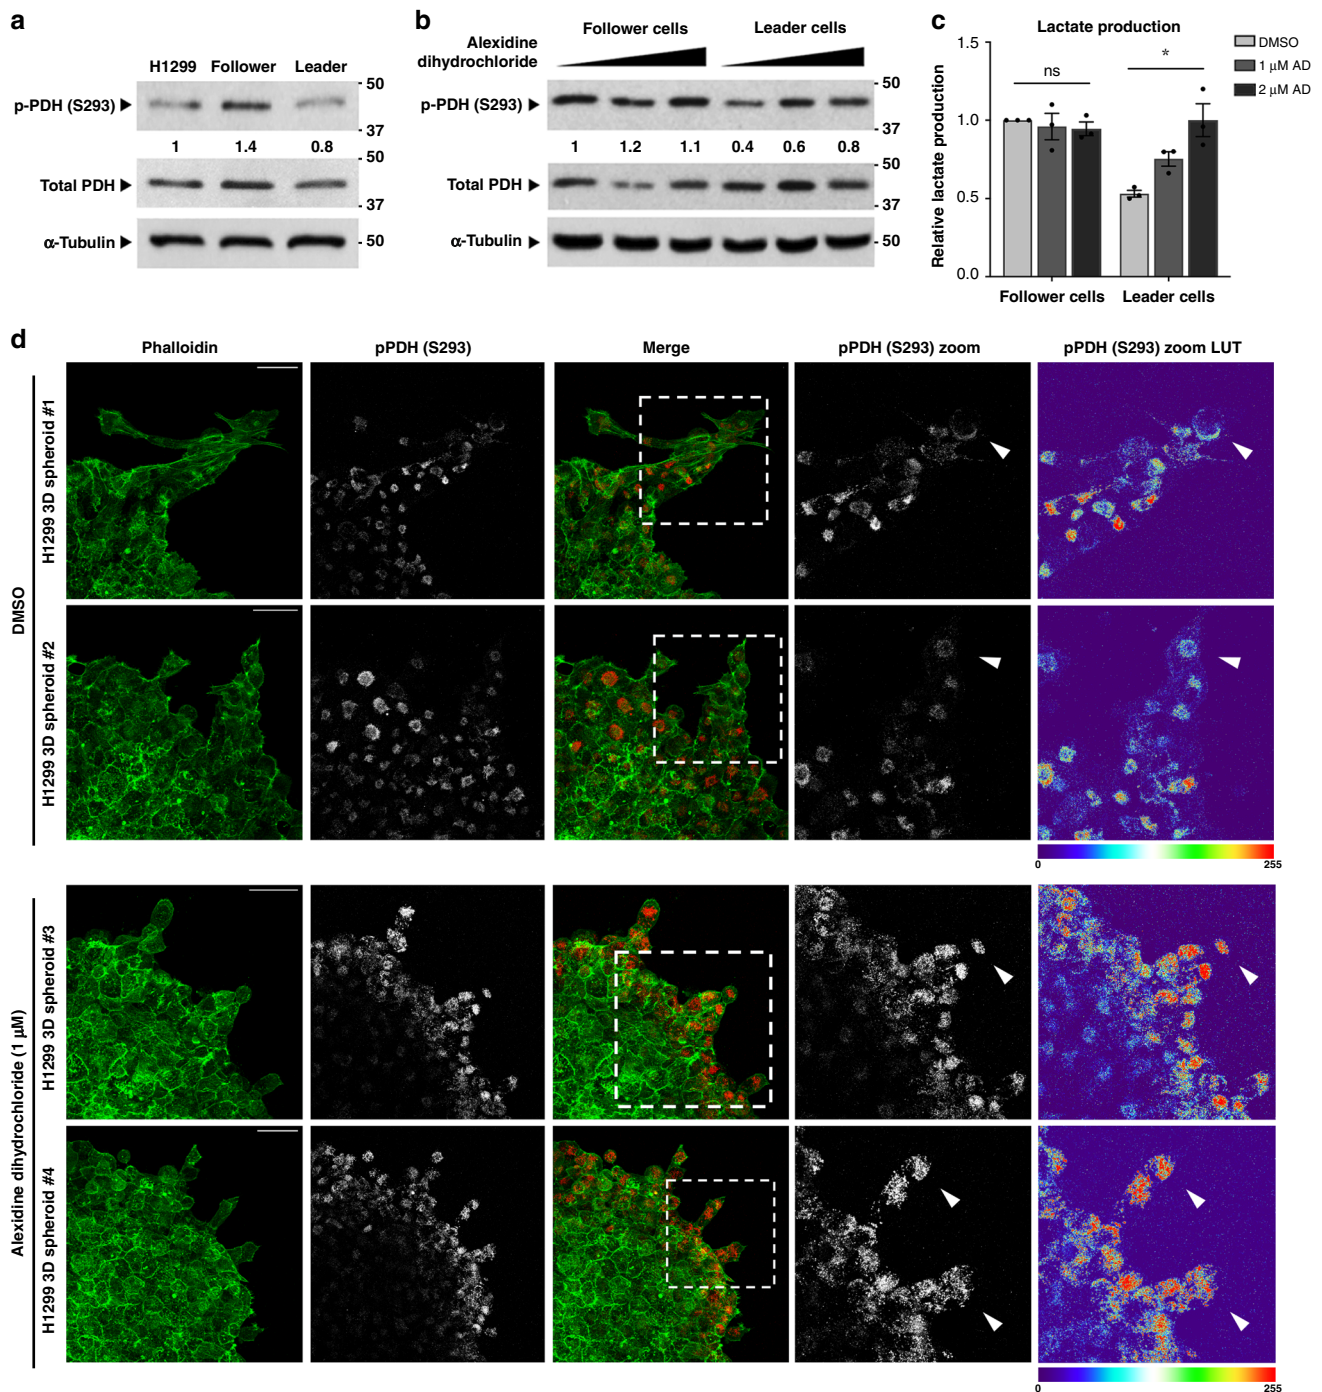 a
H1299 Follower Leader
p-PDH (S293)
50
37
1 1.4 0.8
Total PDH
50
37
α-Tubulin
50
b
Follower cells Leader cells
Alexidine
dihydrochloride
p-PDH (S293)
50
37
1 1.2 1.1 0.4 0.6 0.8
Total PDH
50
37
α-Tubulin
50
c
Lactate production
Relative lactate production
1.5
1.0
0.5
0.0
ns
*
DMSO
1 μM AD
2 μM AD
Follower cells Leader cells
d
Phalloidin pPDH (S293) Merge pPDH (S293) zoom pPDH (S293) zoom LUT
DMSO
H1299 3D spheroid #1
H1299 3D spheroid #2
0 255
Alexidine dihydrochloride (1 μM)
H1299 3D spheroid #3
H1299 3D spheroid #4
0 255